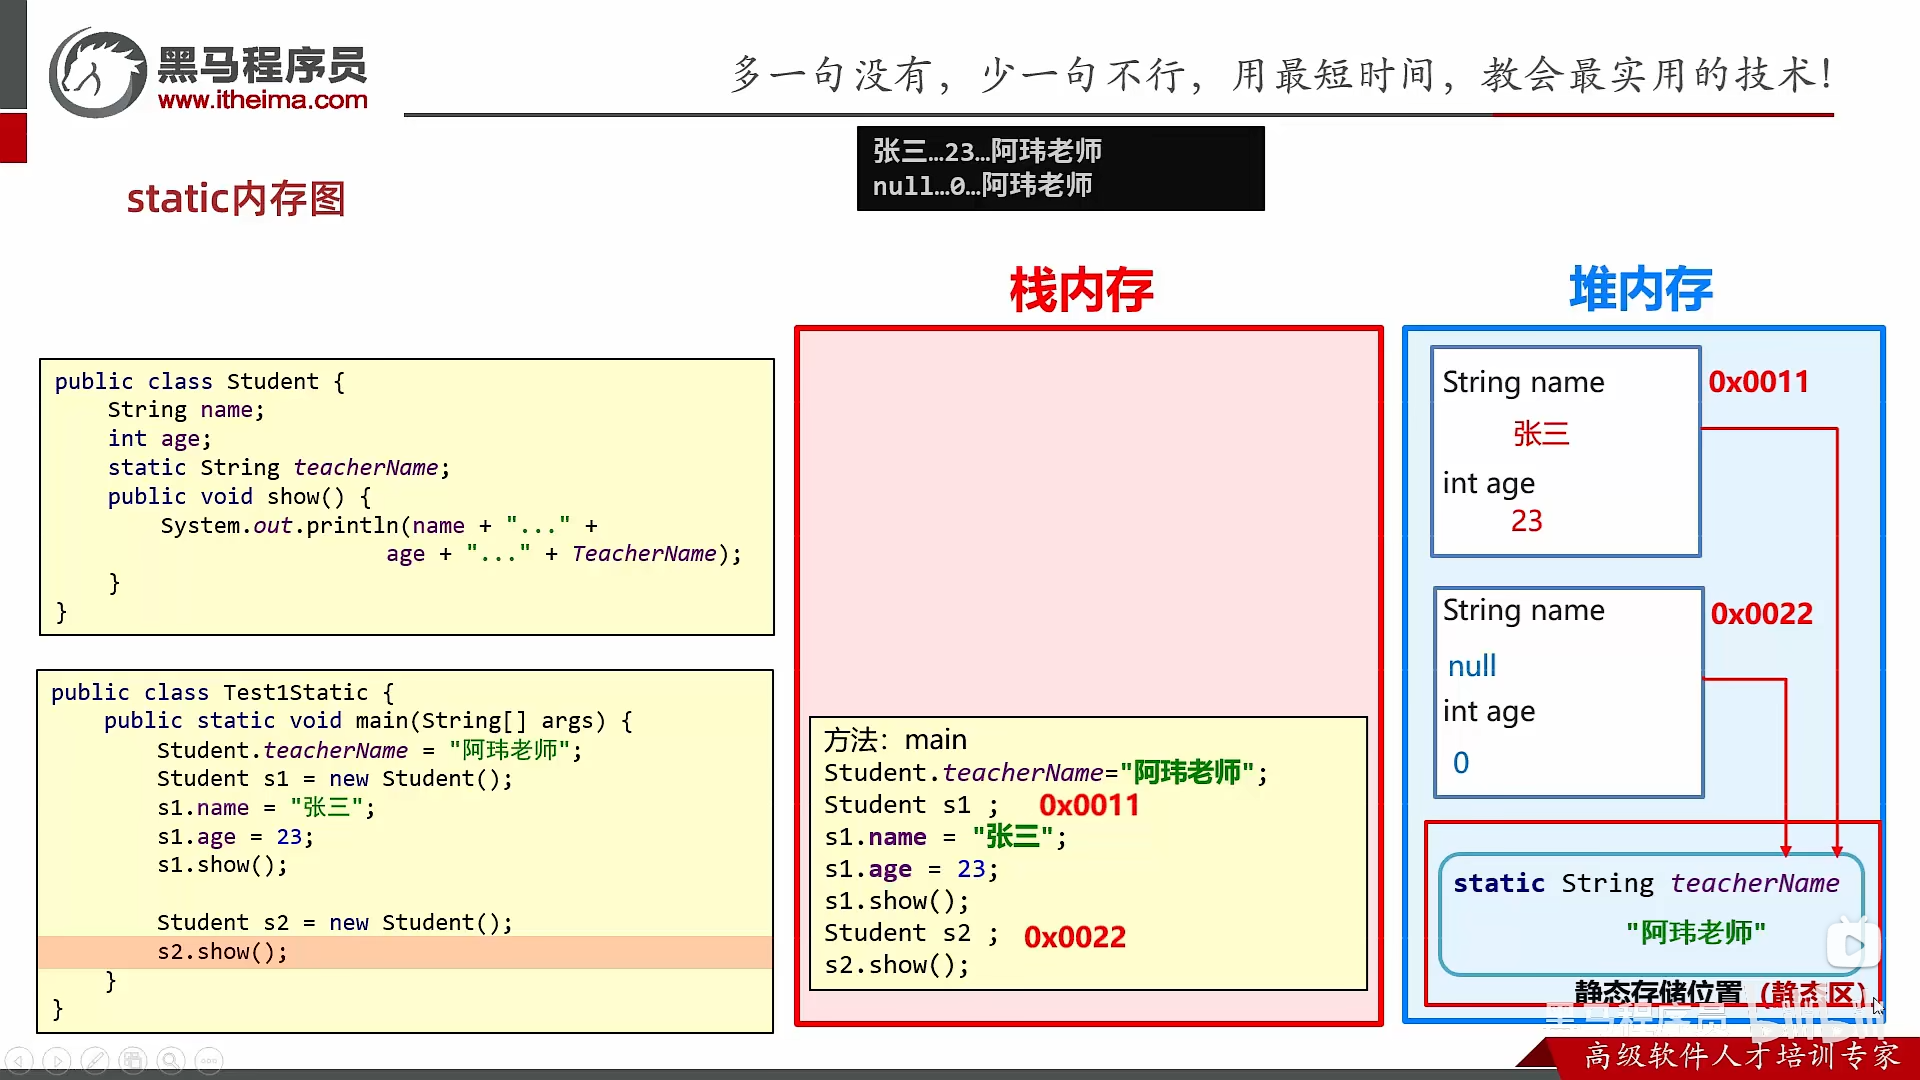 黑马程序员
www.itheima.com
多一句没有，少一句不行，用最短时间，教会最实用的技术！
张三…23…阿玮老师
null…0…阿玮老师
static内存图
public class Student {
String name;
int age;
static String teacherName;
public void show() {
System.out.println(name + "..." +
age + "..." + TeacherName);
}
}
public class Test1Static {
public static void main(String[] args) {
Student.teacherName = "阿玮老师";
Student s1 = new Student();
s1.name = "张三";
s1.age = 23;
s1.show();
Student s2 = new Student();
s2.show();
}
}
栈内存
方法：main
Student.teacherName="阿玮老师";
Student s1 ; 0x0011
s1.name = "张三";
s1.age = 23;
s1.show();
Student s2 ; 0x0022
s2.show();
堆内存
String name 0x0011
张三
int age
23
String name 0x0022
null
int age
0
static String teacherName
"阿玮老师"
静态存储位置（静态区）
黑马程序员 bilibili
高级软件人才培训专家